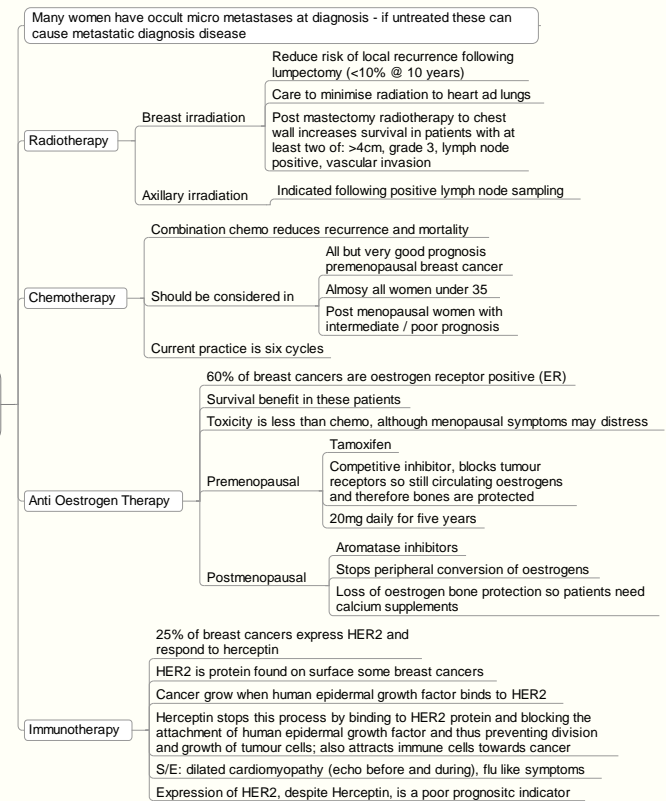 Many women have occult micro metastases at diagnosis - if untreated these can
cause metastatic diagnosis disease
Radiotherapy
Breast irradiation
Reduce risk of local recurrence following
lumpectomy (<10% @ 10 years)
Care to minimise radiation to heart ad lungs
Post mastectomy radiotherapy to chest
wall increases survival in patients with at
least two of: >4cm, grade 3, lymph node
positive, vascular invasion
Axillary irradiation
Indicated following positive lymph node sampling
Chemotherapy
Combination chemo reduces recurrence and mortality
Should be considered in
All but very good prognosis
premenopausal breast cancer
Almosy all women under 35
Post menopausal women with
intermediate / poor prognosis
Current practice is six cycles
Anti Oestrogen Therapy
60% of breast cancers are oestrogen receptor positive (ER)
Survival benefit in these patients
Toxicity is less than chemo, although menopausal symptoms may distress
Premenopausal
Tamoxifen
Competitive inhibitor, blocks tumour
receptors so still circulating oestrogens
and therefore bones are protected
20mg daily for five years
Postmenopausal
Aromatase inhibitors
Stops peripheral conversion of oestrogens
Loss of oestrogen bone protection so patients need
calcium supplements
Immunotherapy
25% of breast cancers express HER2 and
respond to herceptin
HER2 is protein found on surface some breast cancers
Cancer grow when human epidermal growth factor binds to HER2
Herceptin stops this process by binding to HER2 protein and blocking the
attachment of human epidermal growth factor and thus preventing division
and growth of tumour cells; also attracts immune cells towards cancer
S/E: dilated cardiomyopathy (echo before and during), flu like symptoms
Expression of HER2, despite Herceptin, is a poor prognositc indicator